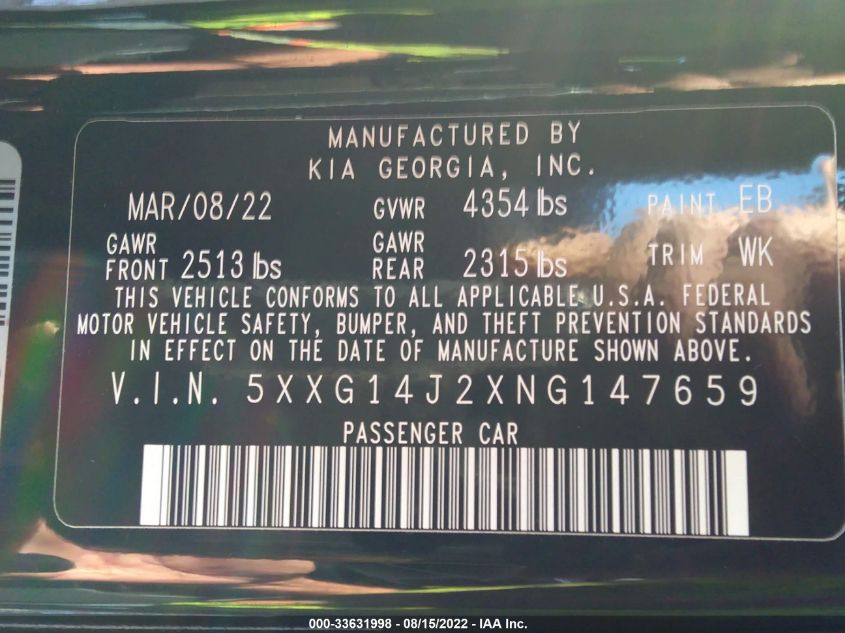 MANUFACTURED BY
KIA GEORGIA, INC.
MAR/08/22 GVWR 4354 lbs PAINT EB
GAWR FRONT 2513 lbs GAWR REAR 2315 lbs TRIM WK
THIS VEHICLE CONFORMS TO ALL APPLICABLE U.S.A. FEDERAL
MOTOR VEHICLE SAFETY, BUMPER, AND THEFT PREVENTION STANDARDS
IN EFFECT ON THE DATE OF MANUFACTURE SHOWN ABOVE.
V.I.N. 5XXG14J2XNG147659
PASSENGER CAR
000-33631998 - 08/15/2022 - IAA Inc.